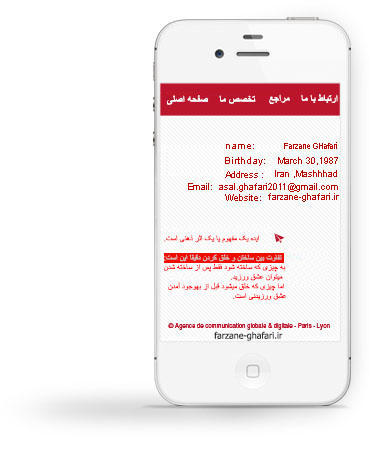 ارتباط با ما مراجع تخصص ما صفحه اصلی
name: Farzane GHafari
Birthday: March 30,1987
Address : Iran ,Mashhhad
Email: asal.ghafari2011@gmail.com
Website: farzane-ghafari.ir
ایده یک مفهوم یا یک اثر ذهنی است.
تفاوت بین ساختن و خلق کردن دقیقا این است:
به چیزی که ساخته شود فقط پس از ساخته شدن
میتوان عشق ورزید.
اما چیزی که خلق میشود قبل از بهوجود آمدن
عشق ورزیدنی است.
© Agence de communication globale & digitale - Paris - Lyon
farzane-ghafari.ir